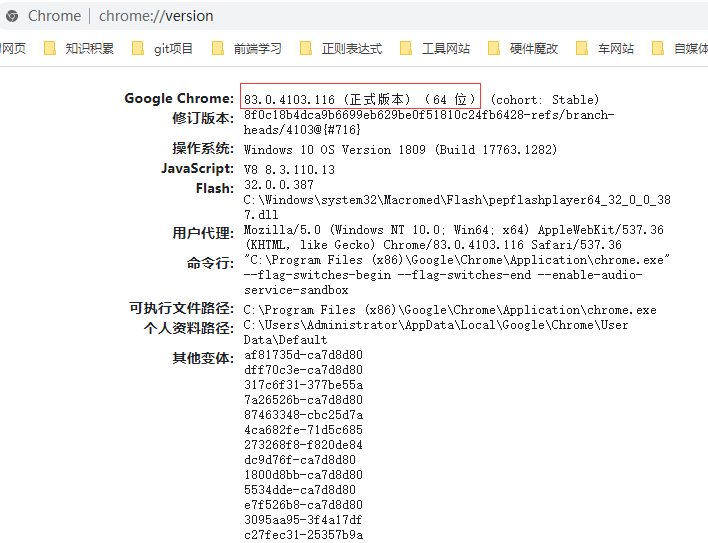 Chrome | chrome://version
网页 知识积累 git项目 前端学习 正则表达式 工具网站 硬件魔改 车网站 自媒体
Google Chrome: 83.0.4103.116 (正式版本) (64 位) (cohort: Stable)
修订版本: 8f0c18b4dca9b6699eb629be0f51810c24fb6428-refs/branch-
heads/4103@{#716}
操作系统: Windows 10 OS Version 1809 (Build 17763.1282)
JavaScript: V8 8.3.110.13
Flash: 32.0.0.387
C:\Windows\system32\Macromed\Flash\pepflashplayer64_32_0_0_38
7.dll
用户代理: Mozilla/5.0 (Windows NT 10.0; Win64; x64) AppleWebKit/537.36
(KHTML, like Gecko) Chrome/83.0.4103.116 Safari/537.36
命令行: "C:\Program Files (x86)\Google\Chrome\Application\chrome.exe"
--flag-switches-begin --flag-switches-end --enable-audio-
service-sandbox
可执行文件路径: C:\Program Files (x86)\Google\Chrome\Application\chrome.exe
个人资料路径: C:\Users\Administrator\AppData\Local\Google\Chrome\User
Data\Default
其他变体: af81735d-ca7d8d80
dff70c3e-ca7d8d80
317c6f31-377be55a
7a26526b-ca7d8d80
87463348-cbc25d7a
4ca682fe-71d5c685
273268f8-f820de84
dc9d76f-ca7d8d80
1800d8bb-ca7d8d80
5534dde-ca7d8d80
e7f526b8-ca7d8d80
3095aa95-3f4a17df
c27fec31-25357b9a